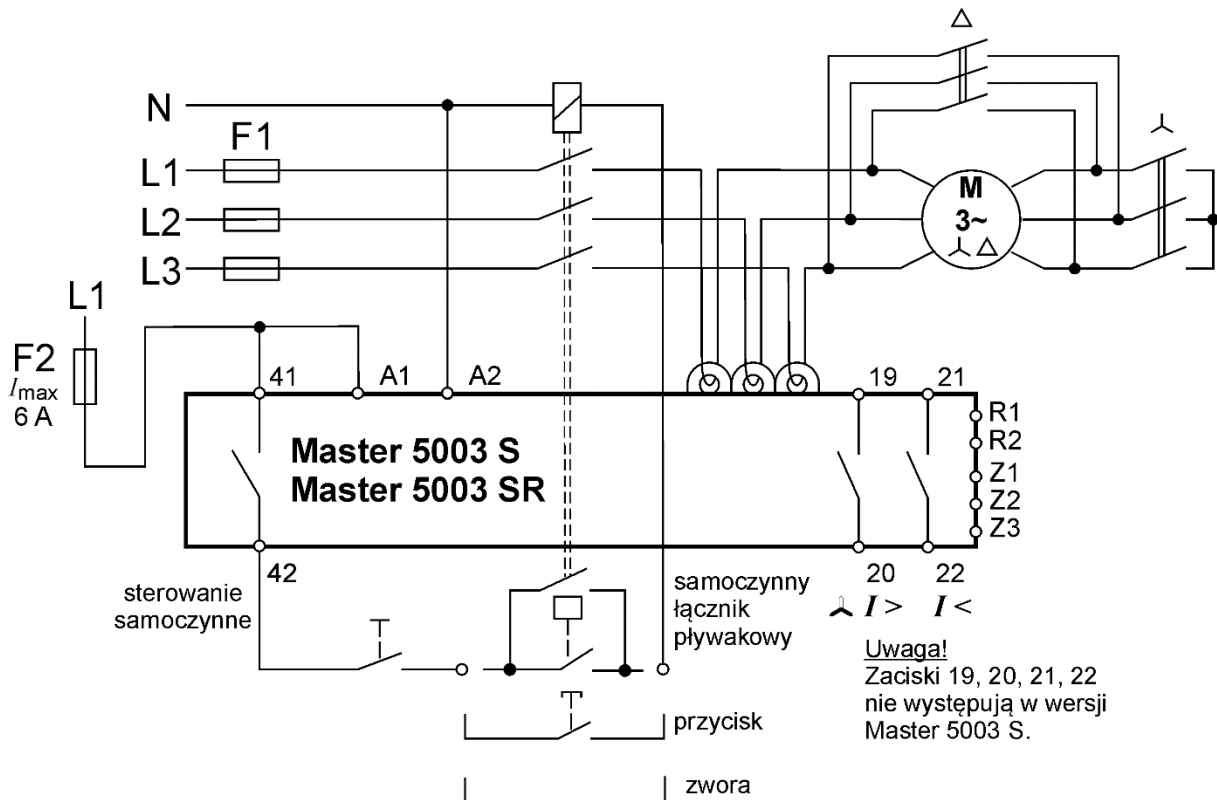 N
F1
L1
L2
L3
L1
F2
Imax
6 A
M
3~
41
A1
A2
19
21
R1
R2
Z1
Z2
Z3
Master 5003 S
Master 5003 SR
42
20
22
I >
I <
sterowanie
samoczynne
samoczynny
łącznik
pływakowy
przycisk
zwora
Uwaga!
Zaciski 19, 20, 21, 22
nie występują w wersji
Master 5003 S.